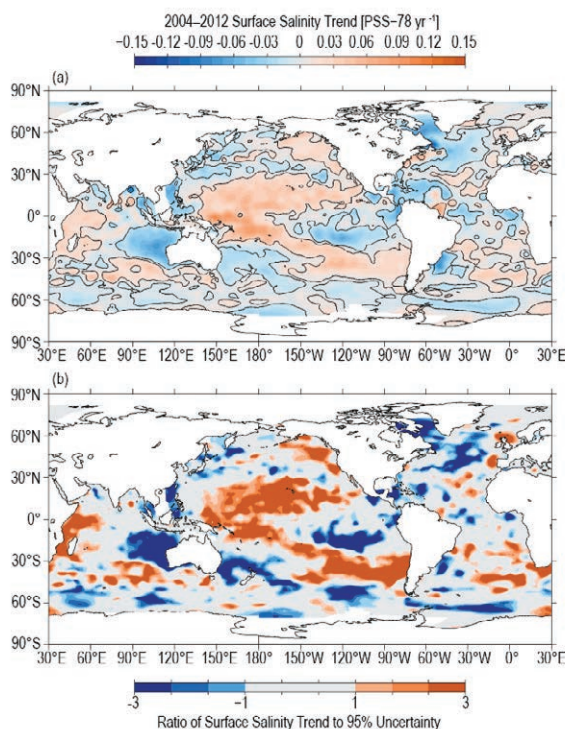 2004–2012 Surface Salinity Trend [PSS–78 yr⁻¹]
−0.15 −0.12 −0.09 −0.06 −0.03 0 0.03 0.06 0.09 0.12 0.15
(a)
90°N
60°N
30°N
0°
30°S
60°S
90°S
30°E 60°E 90°E 120°E 150°E 180° 150°W 120°W 90°W 60°W 30°W 0° 30°E
(b)
90°N
60°N
30°N
0°
30°S
60°S
90°S
30°E 60°E 90°E 120°E 150°E 180° 150°W 120°W 90°W 60°W 30°W 0° 30°E
-3 -1 1 3
Ratio of Surface Salinity Trend to 95% Uncertainty